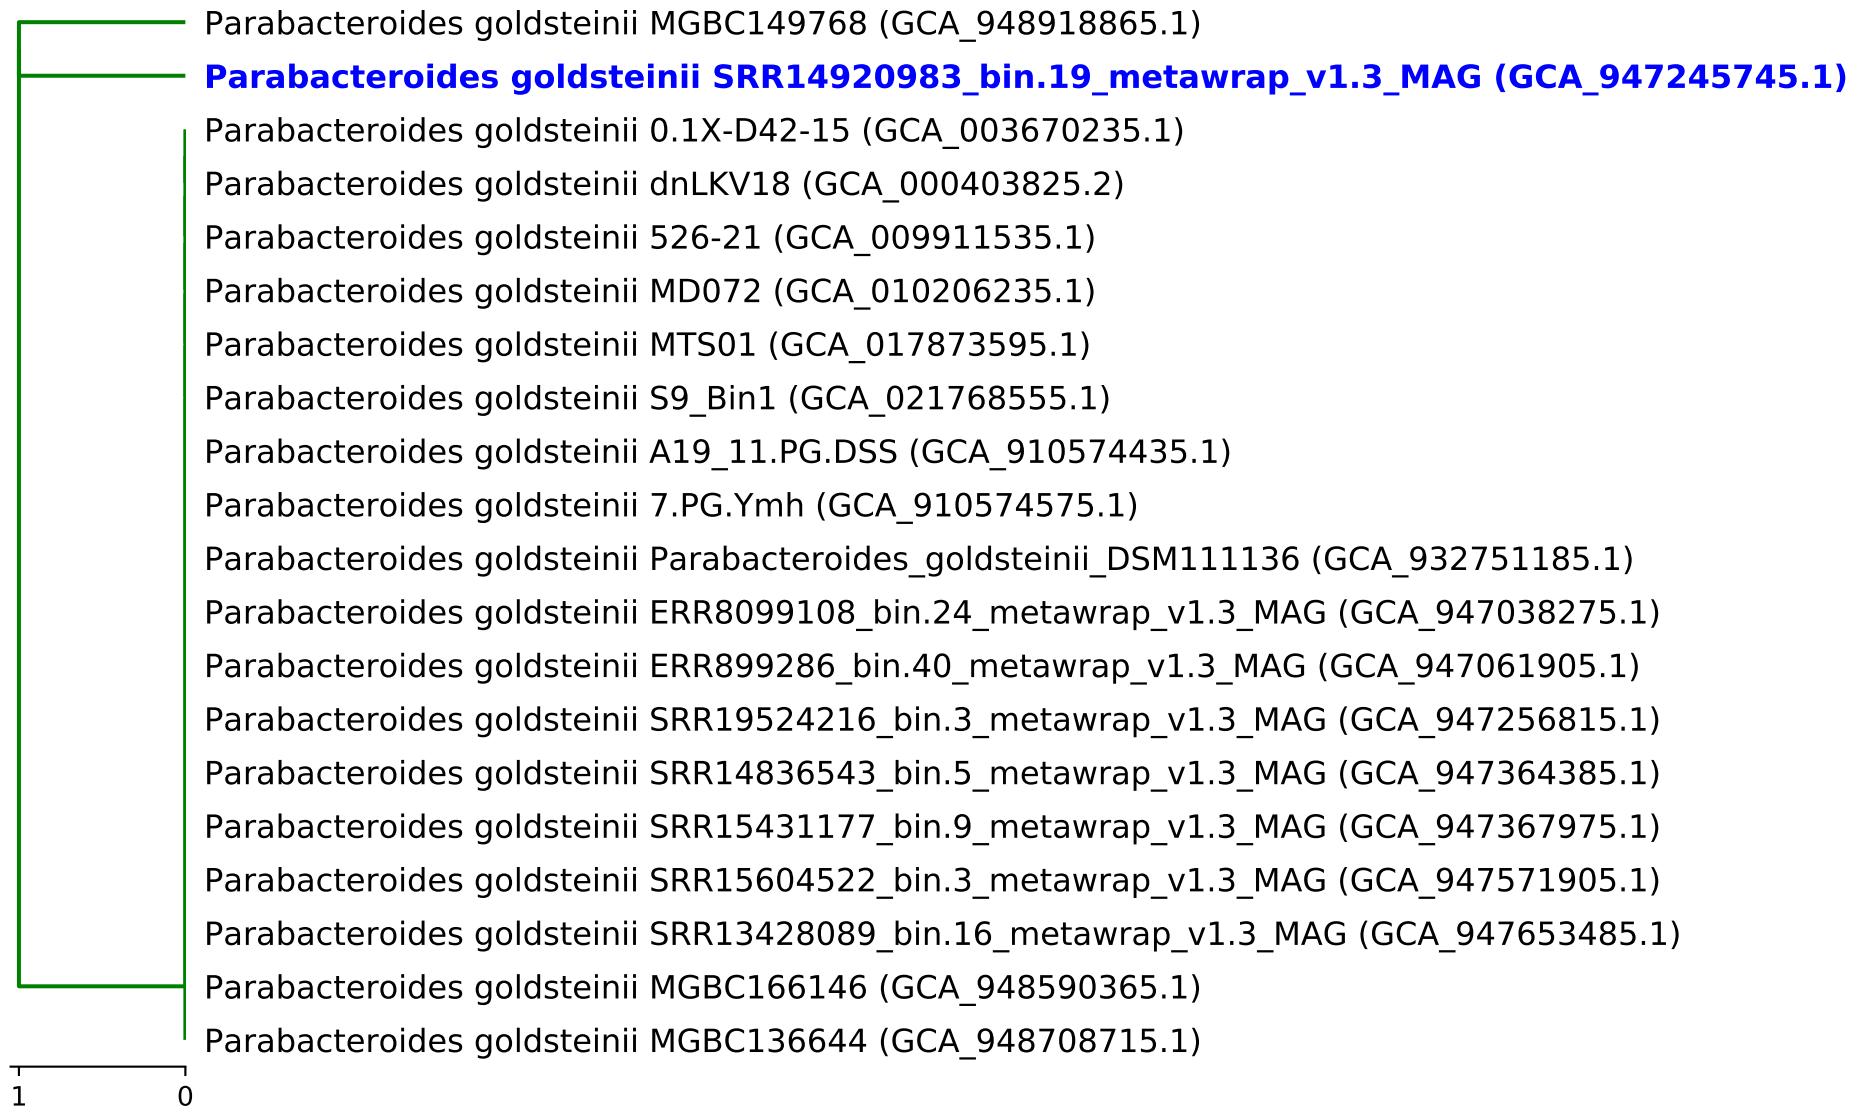 Parabacteroides goldsteinii MGBC149768 (GCA_948918865.1)
Parabacteroides goldsteinii SRR14920983_bin.19_metawrap_v1.3_MAG (GCA_947245745.1)
Parabacteroides goldsteinii 0.1X-D42-15 (GCA_003670235.1)
Parabacteroides goldsteinii dnLKV18 (GCA_000403825.2)
Parabacteroides goldsteinii 526-21 (GCA_009911535.1)
Parabacteroides goldsteinii MD072 (GCA_010206235.1)
Parabacteroides goldsteinii MTS01 (GCA_017873595.1)
Parabacteroides goldsteinii S9_Bin1 (GCA_021768555.1)
Parabacteroides goldsteinii A19_11.PG.DSS (GCA_910574435.1)
Parabacteroides goldsteinii 7.PG.Ymh (GCA_910574575.1)
Parabacteroides goldsteinii Parabacteroides_goldsteinii_DSM111136 (GCA_932751185.1)
Parabacteroides goldsteinii ERR8099108_bin.24_metawrap_v1.3_MAG (GCA_947038275.1)
Parabacteroides goldsteinii ERR899286_bin.40_metawrap_v1.3_MAG (GCA_947061905.1)
Parabacteroides goldsteinii SRR19524216_bin.3_metawrap_v1.3_MAG (GCA_947256815.1)
Parabacteroides goldsteinii SRR14836543_bin.5_metawrap_v1.3_MAG (GCA_947364385.1)
Parabacteroides goldsteinii SRR15431177_bin.9_metawrap_v1.3_MAG (GCA_947367975.1)
Parabacteroides goldsteinii SRR15604522_bin.3_metawrap_v1.3_MAG (GCA_947571905.1)
Parabacteroides goldsteinii SRR13428089_bin.16_metawrap_v1.3_MAG (GCA_947653485.1)
Parabacteroides goldsteinii MGBC166146 (GCA_948590365.1)
Parabacteroides goldsteinii MGBC136644 (GCA_948708715.1)
1 0